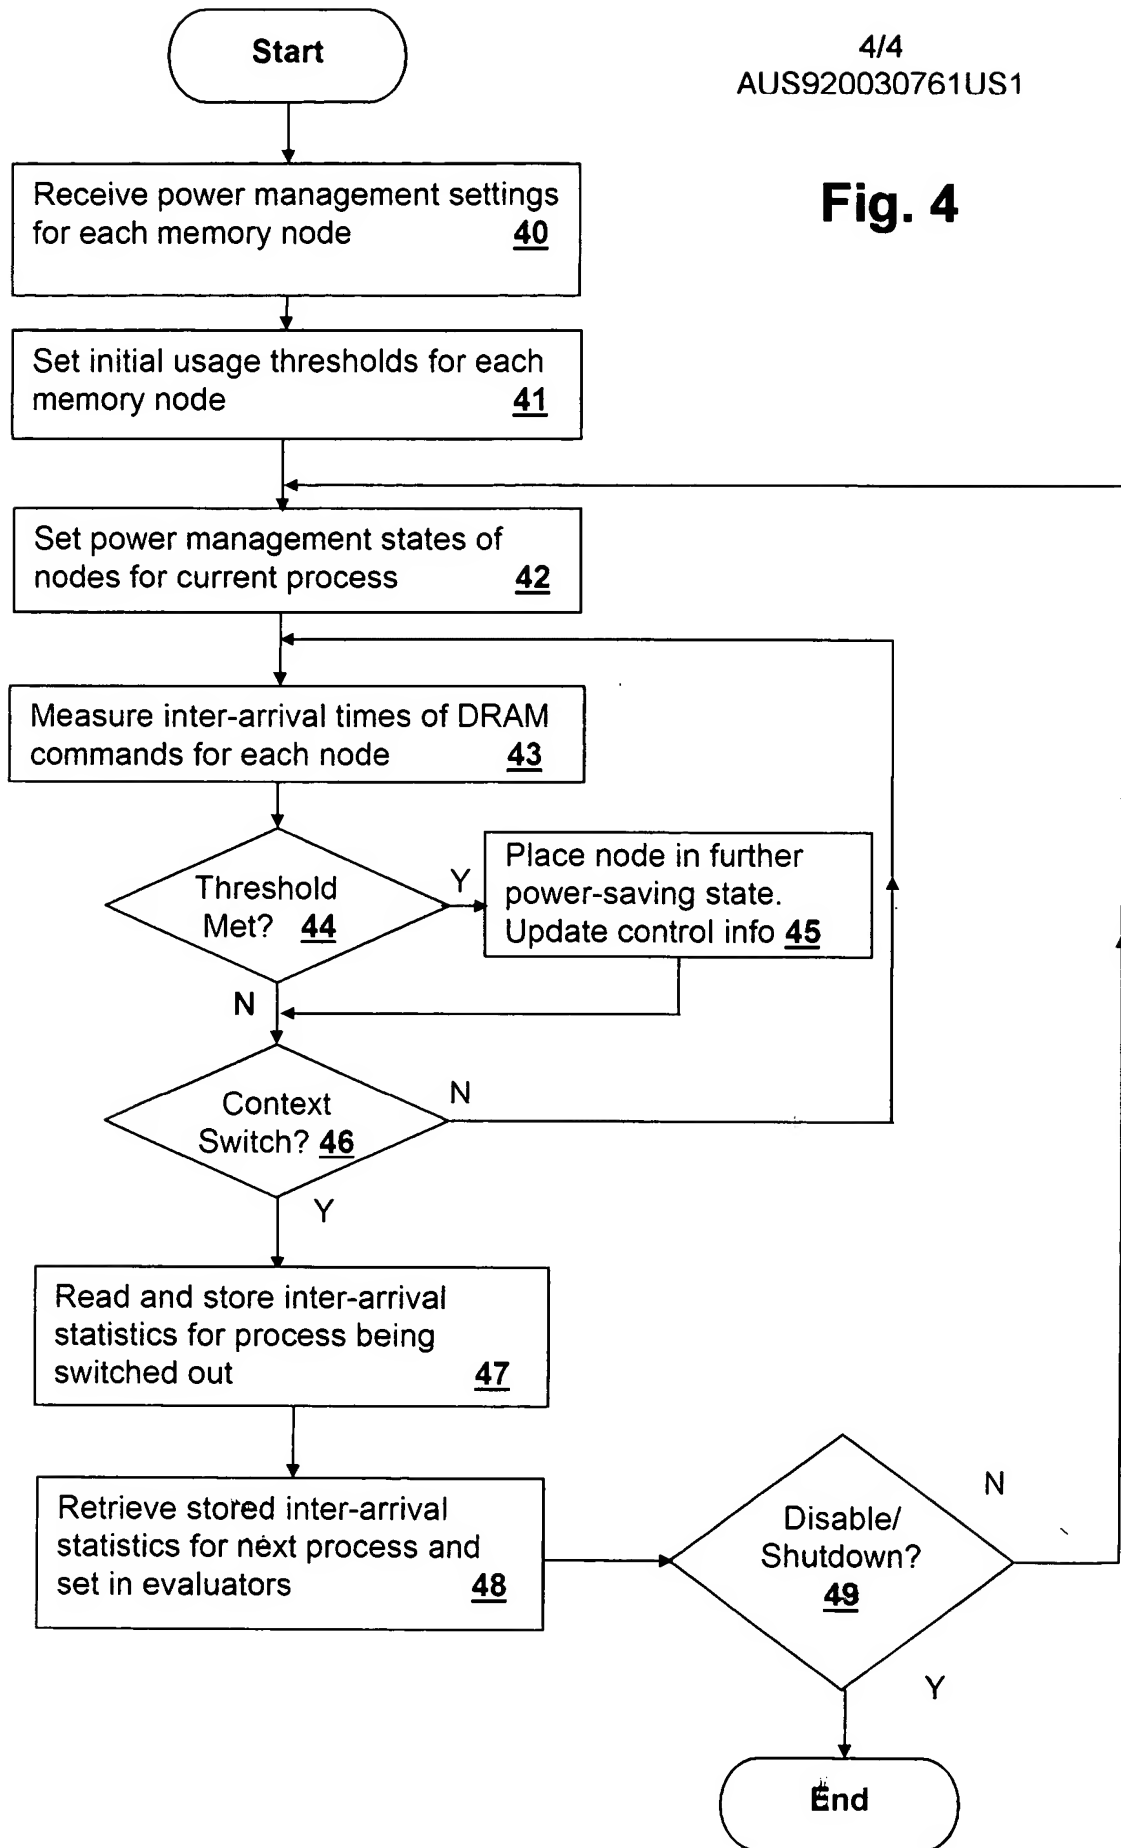 Start
4/4
AUS920030761US1
Fig. 4
Receive power management settings
for each memory node 40
Set initial usage thresholds for each
memory node 41
Set power management states of
nodes for current process 42
Measure inter-arrival times of DRAM
commands for each node 43
Threshold
Met? 44
Y
Place node in further
power-saving state.
Update control info 45
N
Context
Switch? 46
N
Y
Read and store inter-arrival
statistics for process being
switched out 47
Retrieve stored inter-arrival
statistics for next process and
set in evaluators 48
Disable/
Shutdown?
49
N
Y
End